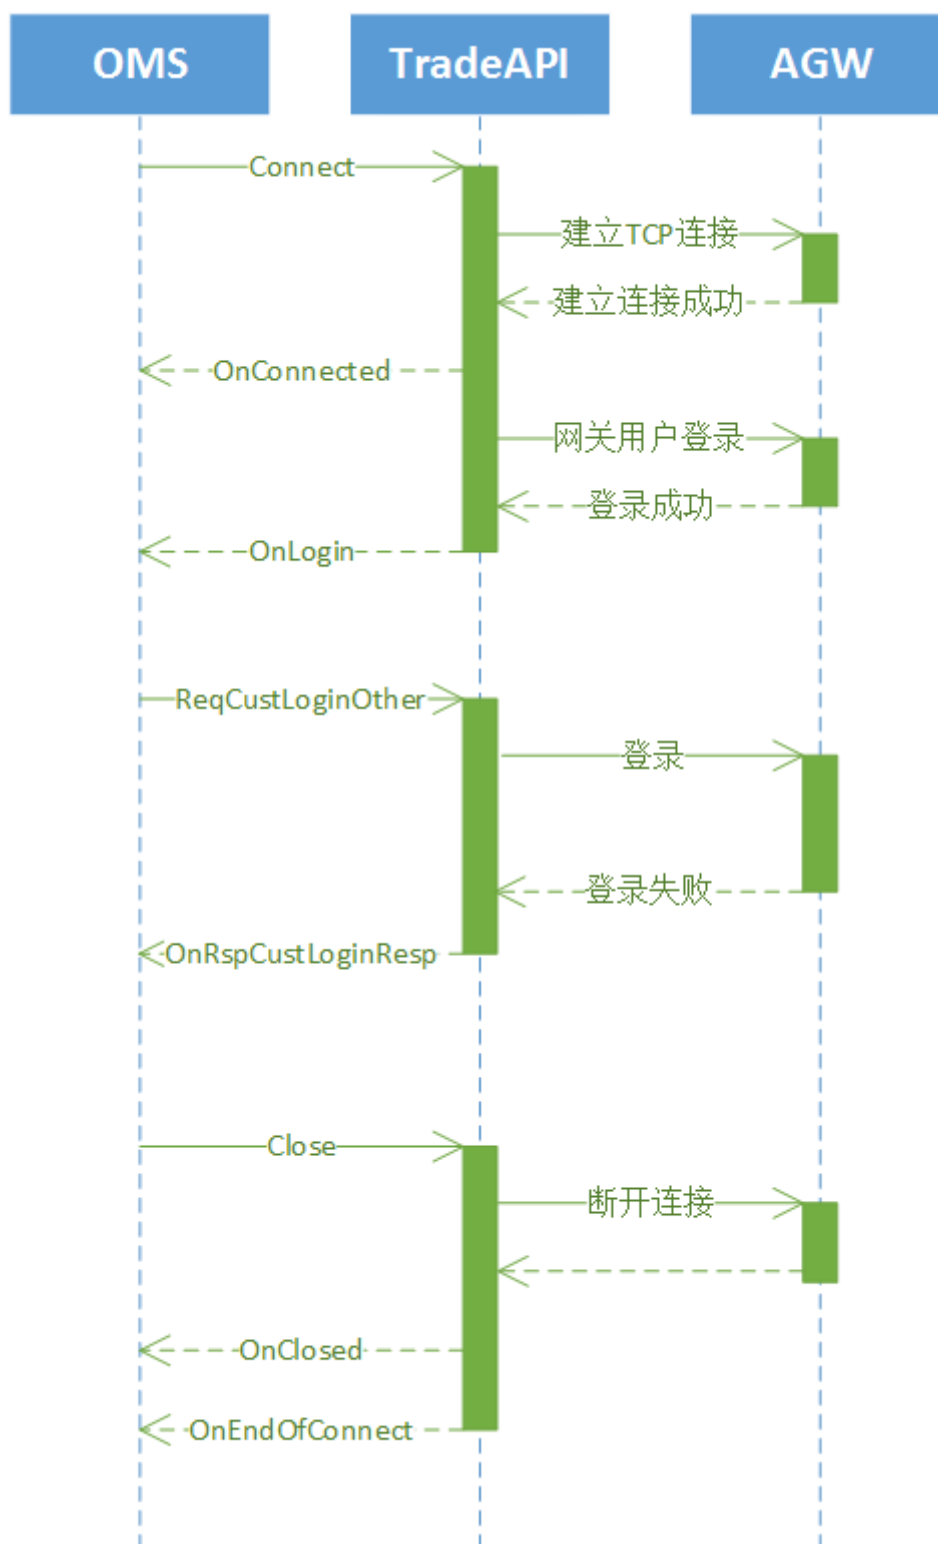 OMS
TradeAPI
AGW
Connect
建立TCP连接
建立连接成功
OnConnected
网关用户登录
登录成功
OnLogin
ReqCustLoginOther
登录
登录失败
OnRspCustLoginResp
Close
断开连接
OnClosed
OnEndOfConnect